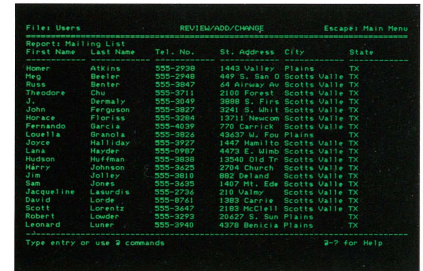 File: Users REVIEW/ADD/CHANGE Escape: Main Menu
Report: Mailing List
First Name Last Name Tel. No. St. Address City State
Homer Atkins 555-2938 1443 Valley Plains TX
Meg Beeler 555-2948 449 S. San O Scotts Valle TX
Russ Benter 555-3847 64 Airway Av Scotts Valle TX
Theodore Chu 555-3711 2100 Forest Scotts Valle TX
J. Dermaly 555-3049 3888 S. Firs Scotts Valle TX
John Ferguson 555-3827 3241 S. Whit Scotts Valle TX
Horace Floriss 555-3284 13711 Newcom Scotts Valle TX
Fernando Garcia 555-4039 770 Carrick Scotts Valle TX
Louella Granola 555-3826 43637 W. Fou Plains TX
Joyce Halliday 555-3927 1447 Hamilto Scotts Valle TX
Lana Hayder 555-0987 4473 E. Wimb Scotts Valle TX
Hudson Huffman 555-3838 13540 Old Tr Scotts Valle TX
Harry Johnson 555-3625 2704 Church Scotts Valle TX
Jim Jolley 555-3810 882 Deland Scotts Valle TX
Sam Jones 555-3635 1407 Mt. Ede Scotts Valle TX
Jacqueline Lasurdis 555-2736 210 Valmy Scotts Valle TX
David Lorde 555-8761 1383 Carrie Scotts Valle TX
Scott Lorentz 555-3647 2183 McClell Scotts Valle TX
Robert Lowder 555-3293 20627 S. Sun Plains TX
Leonard Luner 555-3940 4378 Benicia Plains TX
Type entry or use commands -? for Help